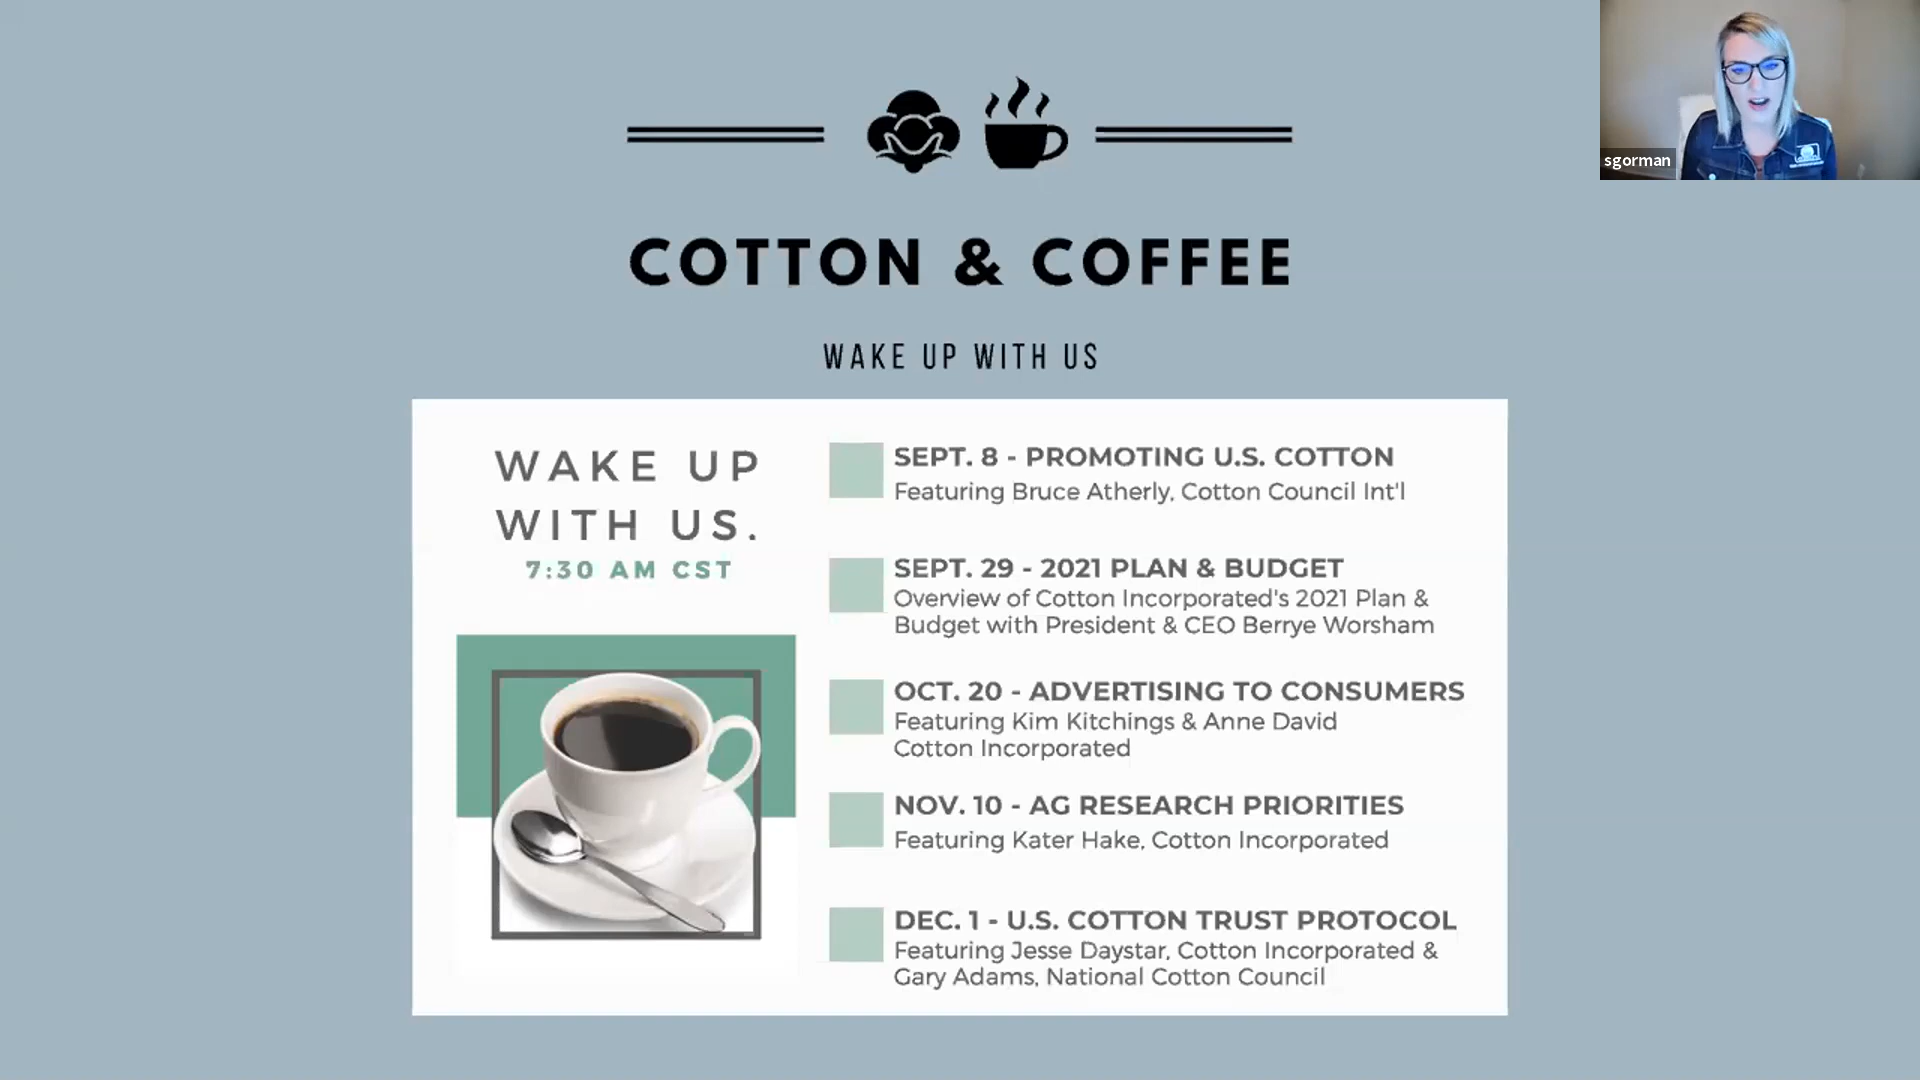 COTTON & COFFEE
WAKE UP WITH US
WAKE UP
WITH US.
7:30 AM CST
SEPT. 8 - PROMOTING U.S. COTTON
Featuring Bruce Atherly, Cotton Council Int'l
SEPT. 29 - 2021 PLAN & BUDGET
Overview of Cotton Incorporated's 2021 Plan &
Budget with President & CEO Berrye Worsham
OCT. 20 - ADVERTISING TO CONSUMERS
Featuring Kim Kitchings & Anne David
Cotton Incorporated
NOV. 10 - AG RESEARCH PRIORITIES
Featuring Kater Hake, Cotton Incorporated
DEC. 1 - U.S. COTTON TRUST PROTOCOL
Featuring Jesse Daystar, Cotton Incorporated &
Gary Adams, National Cotton Council
sgorman